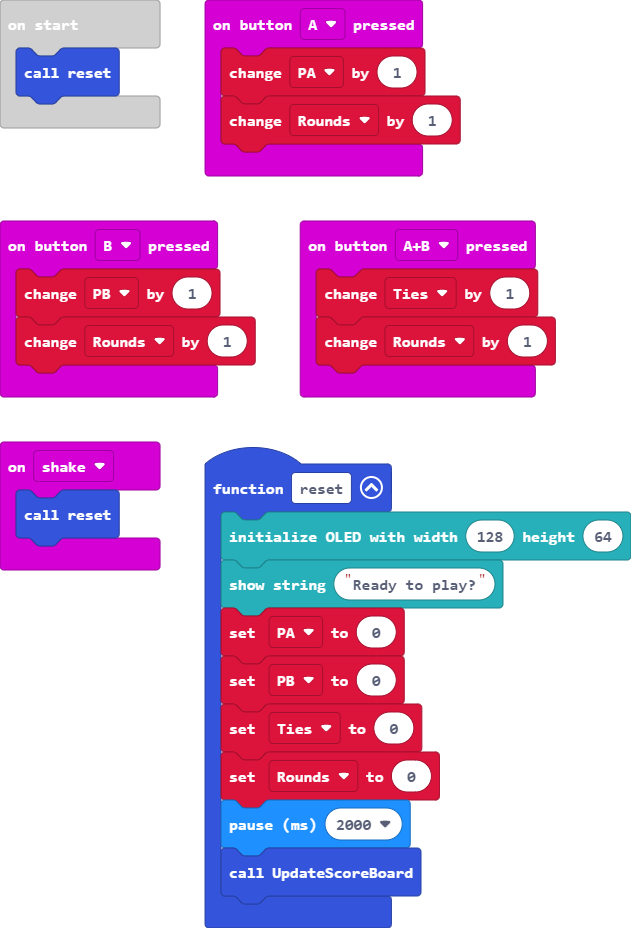 on start
call reset
on button A pressed
change PA by 1
change Rounds by 1
on button B pressed
change PB by 1
change Rounds by 1
on button A+B pressed
change Ties by 1
change Rounds by 1
on shake
call reset
function reset
initialize OLED with width 128 height 64
show string "Ready to play?"
set PA to 0
set PB to 0
set Ties to 0
set Rounds to 0
pause (ms) 2000
call UpdateScoreBoard